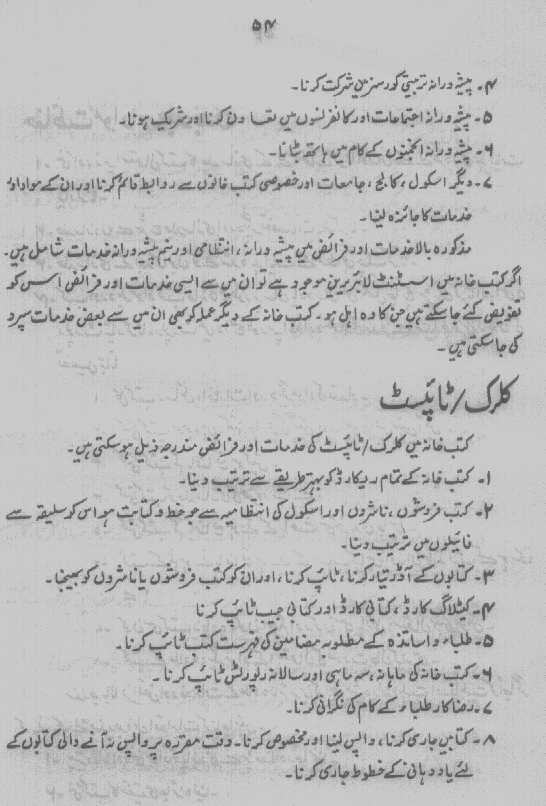 ۵۴
۴۔ پیشہ ورانہ تربیتی کورسز میں شرکت کرنا۔
۵۔ پیشہ ورانہ اجتماعات اور کانفرنسوں میں تعاون کرنا اور شریک ہونا۔
۶۔ پیشہ ورانہ انجمنوں کے کام میں ہاتھ بٹانا۔
۷۔ دیگر اسکول، کالج، جامعات اور خصوصی کتب خانوں سے روابط قائم کرنا اور ان کے مواد اور
خدمات کا جائزہ لینا۔
مذکورہ بالا خدمات اور فرائض میں پیشہ ورانہ، انتظامی اور نیم پیشہ ورانہ خدمات شامل ہیں۔
اگر کتب خانہ میں اسسٹنٹ لائبریرین موجود ہے تو ان میں سے ایسی خدمات اور فرائض اس کو
تفویض کئے جا سکتے ہیں جن کا وہ اہل ہو۔ کتب خانہ کے دیگر عملہ کو بھی ان میں سے بعض خدمات سپرد
کی جا سکتی ہیں۔
کلرک/ٹائپسٹ
کتب خانہ میں کلرک/ٹائپسٹ کی خدمات اور فرائض مندرجہ ذیل ہو سکتی ہیں۔
۱۔ کتب خانہ کے تمام ریکارڈ کو بہتر طریقے سے ترتیب دینا۔
۲۔ کتب فروشوں، ناشروں اور اسکول کی انتظامیہ سے جو خط و کتابت ہو اس کو سلیقہ سے
فائیلوں میں ترتیب دینا۔
۳۔ کتابوں کے آڈر تیار کرنا، ٹائپ کرنا، اور ان کو کتب فروشوں یا ناشروں کو بھیجنا۔
۴۔ کیٹلاگ کارڈ، کتابی کارڈ اور کتابی جیب ٹائپ کرنا
۵۔ طلباء و اساتذہ کے مطلوبہ مضامین کی فہرست کتب ٹائپ کرنا۔
۶۔ کتب خانہ کی ماہانہ، سہ ماہی اور سالانہ رپورٹس ٹائپ کرنا۔
۷۔ رضاکار طلباء کے کام کی نگرانی کرنا۔
۸۔ کتابیں جاری کرنا، واپس لینا اور مخصوص کرنا۔ وقت مقررہ پر واپس نہ آنے والی کتابوں کے
لئے یاد دہانی کے خطوط جاری کرنا۔